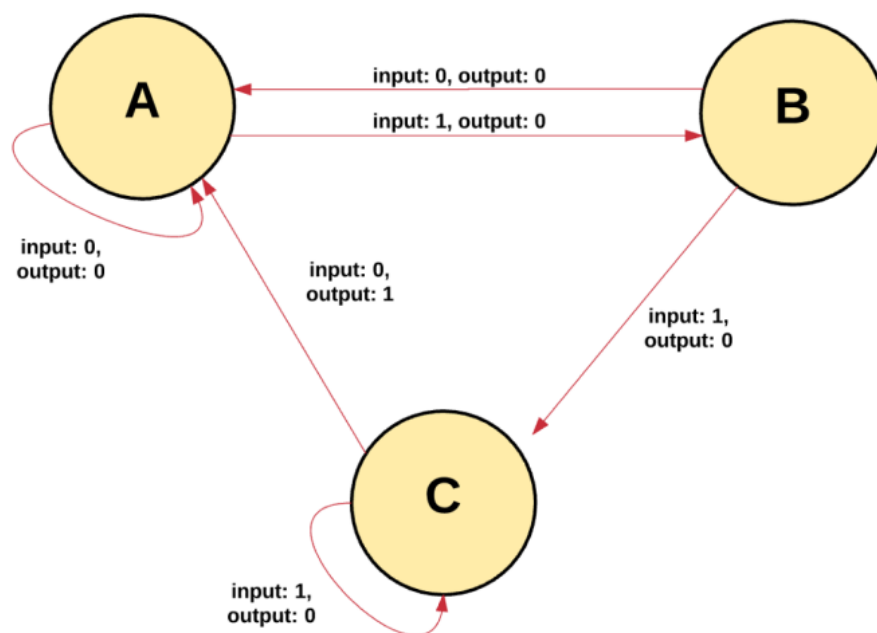 A
input: 0, output: 0
B
input: 1, output: 0
input: 0,
output: 0
input: 0,
output: 1
input: 1,
output: 0
C
input: 1,
output: 0